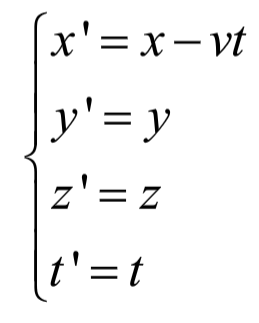 x' = x − vt
y' = y
z' = z
t' = t